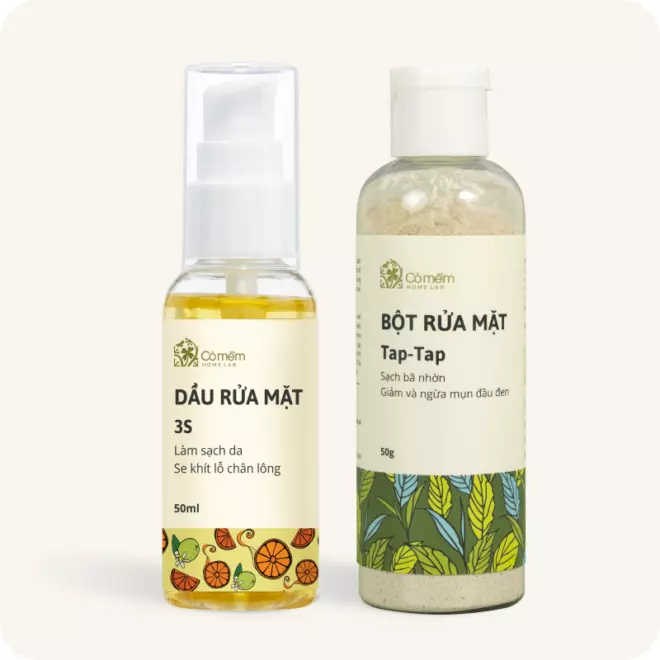 Cỏ mềm
HOME LAB
DẦU RỬA MẶT
3S
Làm sạch da
Se khít lỗ chân lông
50ml
Cỏ mềm
HOME LAB
BỘT RỬA MẶT
Tap-Tap
Sạch bã nhờn
Giảm và ngừa mụn đầu đen
50g